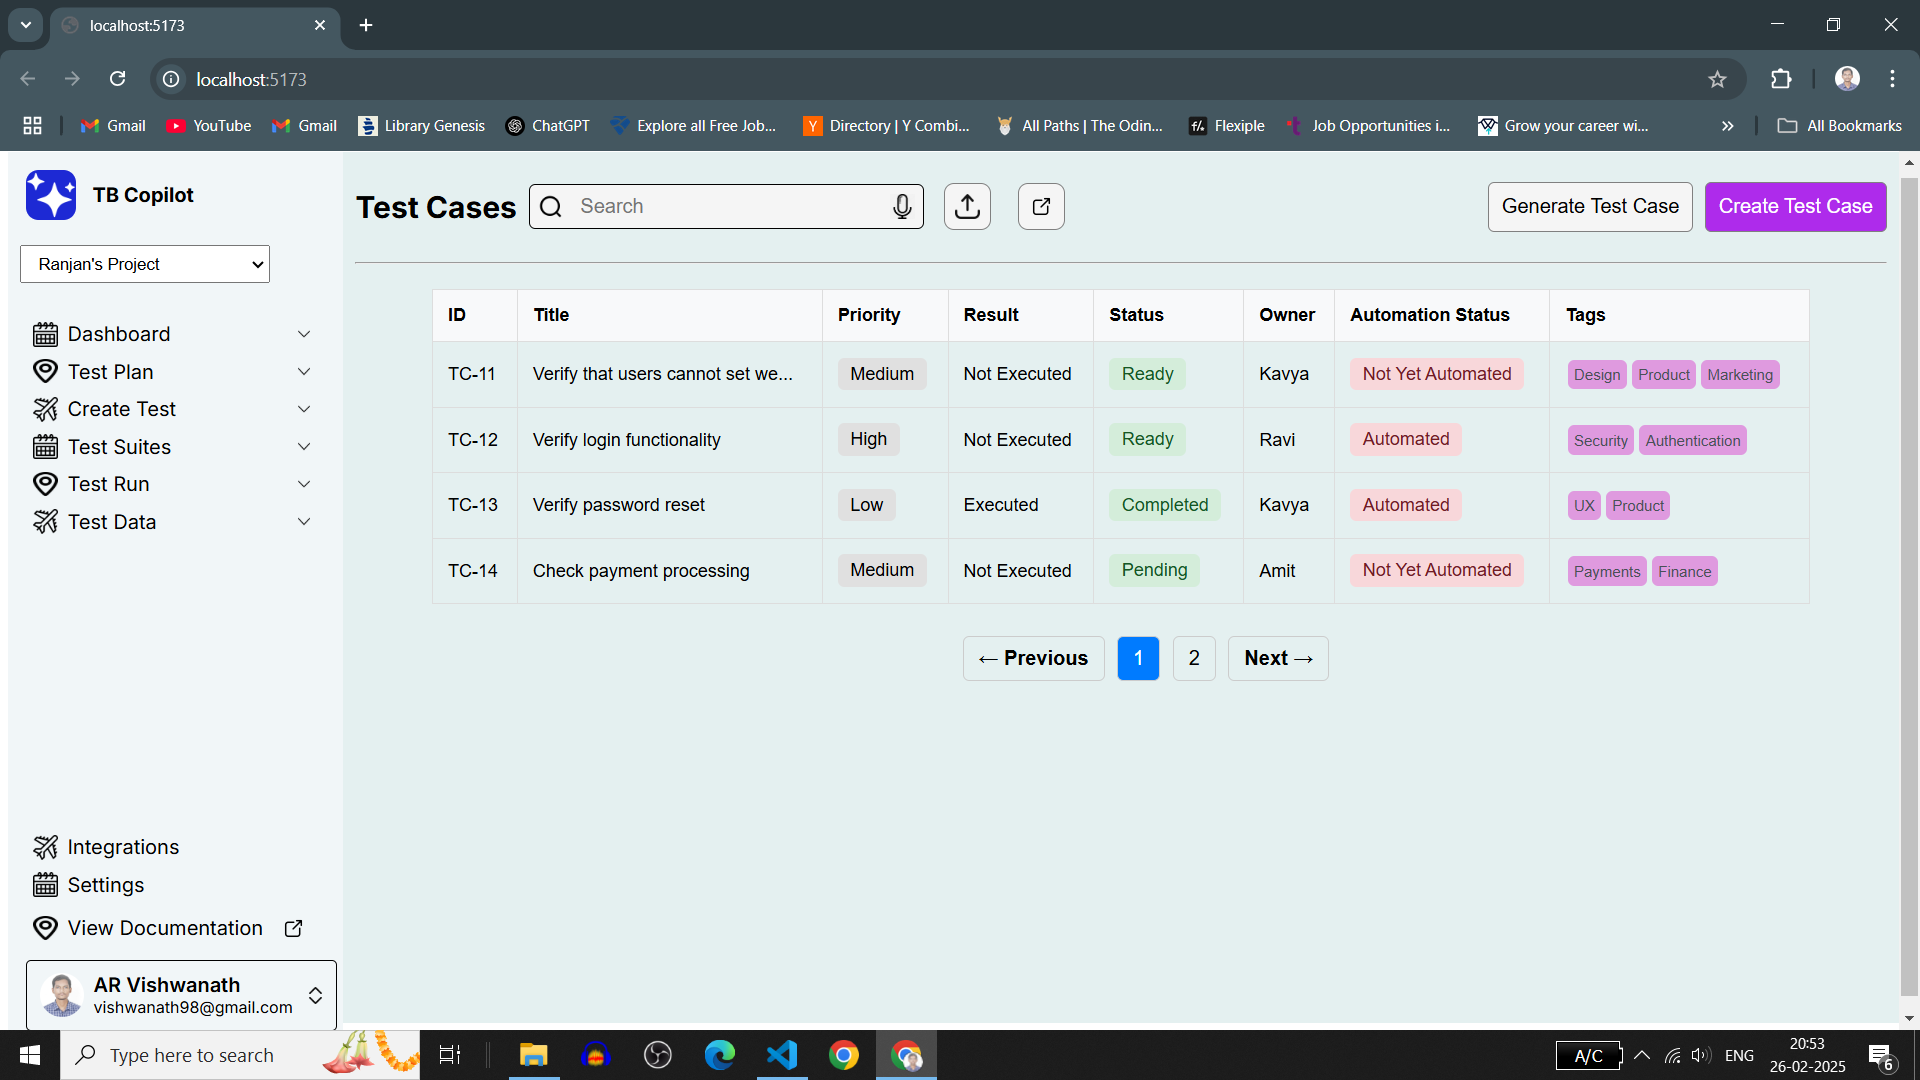 localhost:5173
localhost:5173
Gmail YouTube Gmail Library Genesis ChatGPT Explore all Free Job... Directory | Y Combi... All Paths | The Odin... Flexiple Job Opportunities i... Grow your career wi... » All Bookmarks
TB Copilot
Ranjan's Project
Dashboard
Test Plan
Create Test
Test Suites
Test Run
Test Data
Integrations
Settings
View Documentation
AR Vishwanath
vishwanath98@gmail.com
Test Cases Search Generate Test Case Create Test Case
ID Title Priority Result Status Owner Automation Status Tags
TC-11 Verify that users cannot set we... Medium Not Executed Ready Kavya Not Yet Automated Design Product Marketing
TC-12 Verify login functionality High Not Executed Ready Ravi Automated Security Authentication
TC-13 Verify password reset Low Executed Completed Kavya Automated UX Product
TC-14 Check payment processing Medium Not Executed Pending Amit Not Yet Automated Payments Finance
← Previous 1 2 Next →
Type here to search A/C ENG 20:53
26-02-2025 6